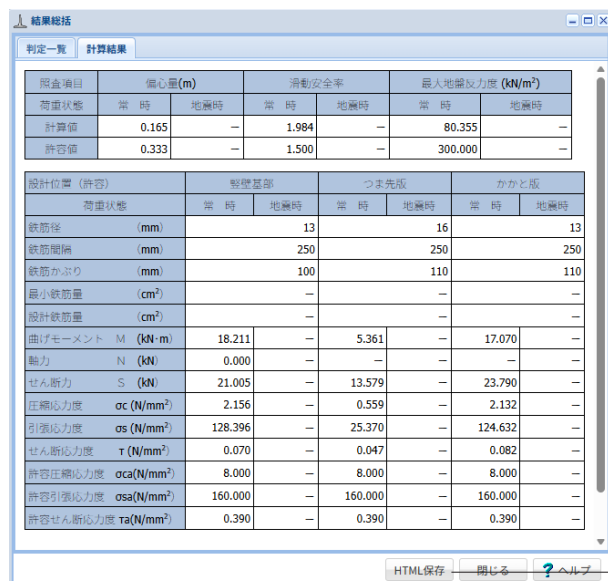 結果総括
判定一覧 計算結果
照査項目 偏心量(m) 滑動安全率 最大地盤反力度 (kN/m²)
荷重状態 常 時 地震時 常 時 地震時 常 時 地震時
計算値 0.165 － 1.984 － 80.355 －
許容値 0.333 － 1.500 － 300.000 －
設計位置（許容） 竪壁基部 つま先版 かかと版
荷重状態 常 時 地震時 常 時 地震時 常 時 地震時
鉄筋径 (mm) 13 16 13
鉄筋間隔 (mm) 250 250 250
鉄筋かぶり (mm) 100 110 110
最小鉄筋量 (cm²) － － －
設計鉄筋量 (cm²) － － －
曲げモーメント M (kN·m) 18.211 － 5.361 － 17.070 －
軸力 N (kN) 0.000 － － － － －
せん断力 S (kN) 21.005 － 13.579 － 23.790 －
圧縮応力度 σc (N/mm²) 2.156 － 0.559 － 2.132 －
引張応力度 σs (N/mm²) 128.396 － 25.370 － 124.632 －
せん断応力度 τ (N/mm²) 0.070 － 0.047 － 0.082 －
許容圧縮応力度 σca(N/mm²) 8.000 － 8.000 － 8.000 －
許容引張応力度 σsa(N/mm²) 160.000 － 160.000 － 160.000 －
許容せん断応力度 τa(N/mm²) 0.390 － 0.390 － 0.390 －
HTML保存 閉じる ? ヘルプ